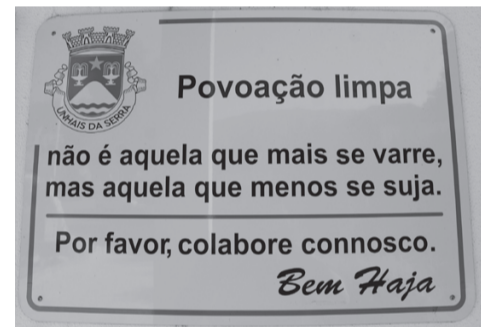 UNHAIS DA SERRA
Povoação limpa
não é aquela que mais se varre,
mas aquela que menos se suja.
Por favor, colabore connosco.
Bem Haja